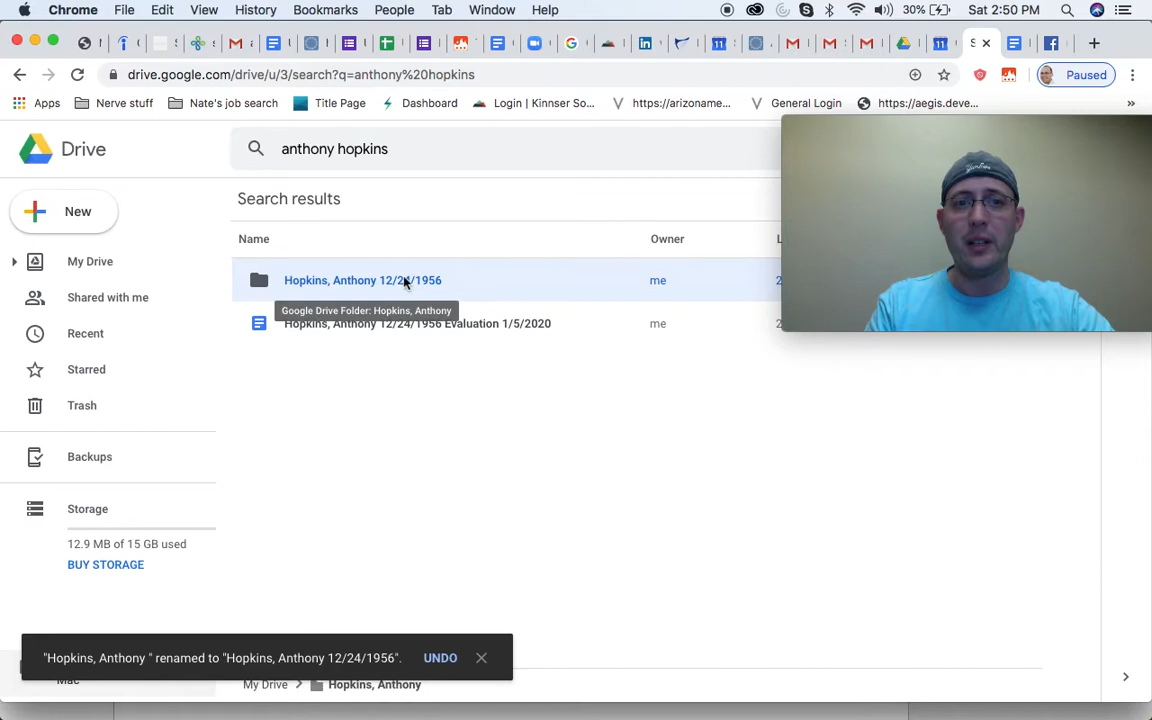 Chrome File Edit View History Bookmarks People Tab Window Help 30% Sat 2:50 PM
drive.google.com/drive/u/3/search?q=anthony%20hopkins Paused
Apps Nerve stuff Nate's job search Title Page Dashboard Login | Kinnser So... https://arizoname... General Login https://aegis.deve... »
Drive anthony hopkins
New
Search results
Name Owner L
My Drive
Hopkins, Anthony 12/24/1956 me 2
Shared with me
Google Drive Folder: Hopkins, Anthony
Hopkins, Anthony 12/24/1956 Evaluation 1/5/2020 me 2
Recent
Starred
Trash
Backups
Storage
12.9 MB of 15 GB used
BUY STORAGE
"Hopkins, Anthony " renamed to "Hopkins, Anthony 12/24/1956". UNDO
Mac
My Drive Hopkins, Anthony